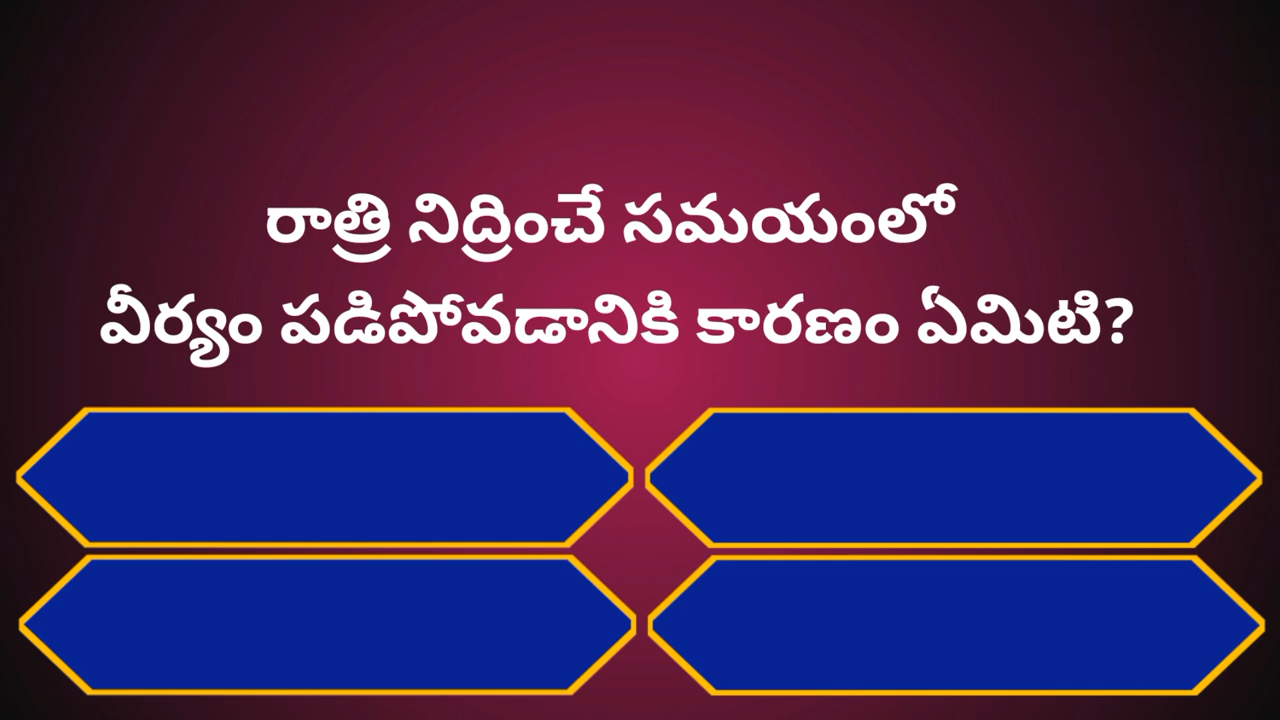 రాత్రి నిద్రించే సమయంలో
వీర్యం పడిపోవడానికి కారణం ఏమిటి?